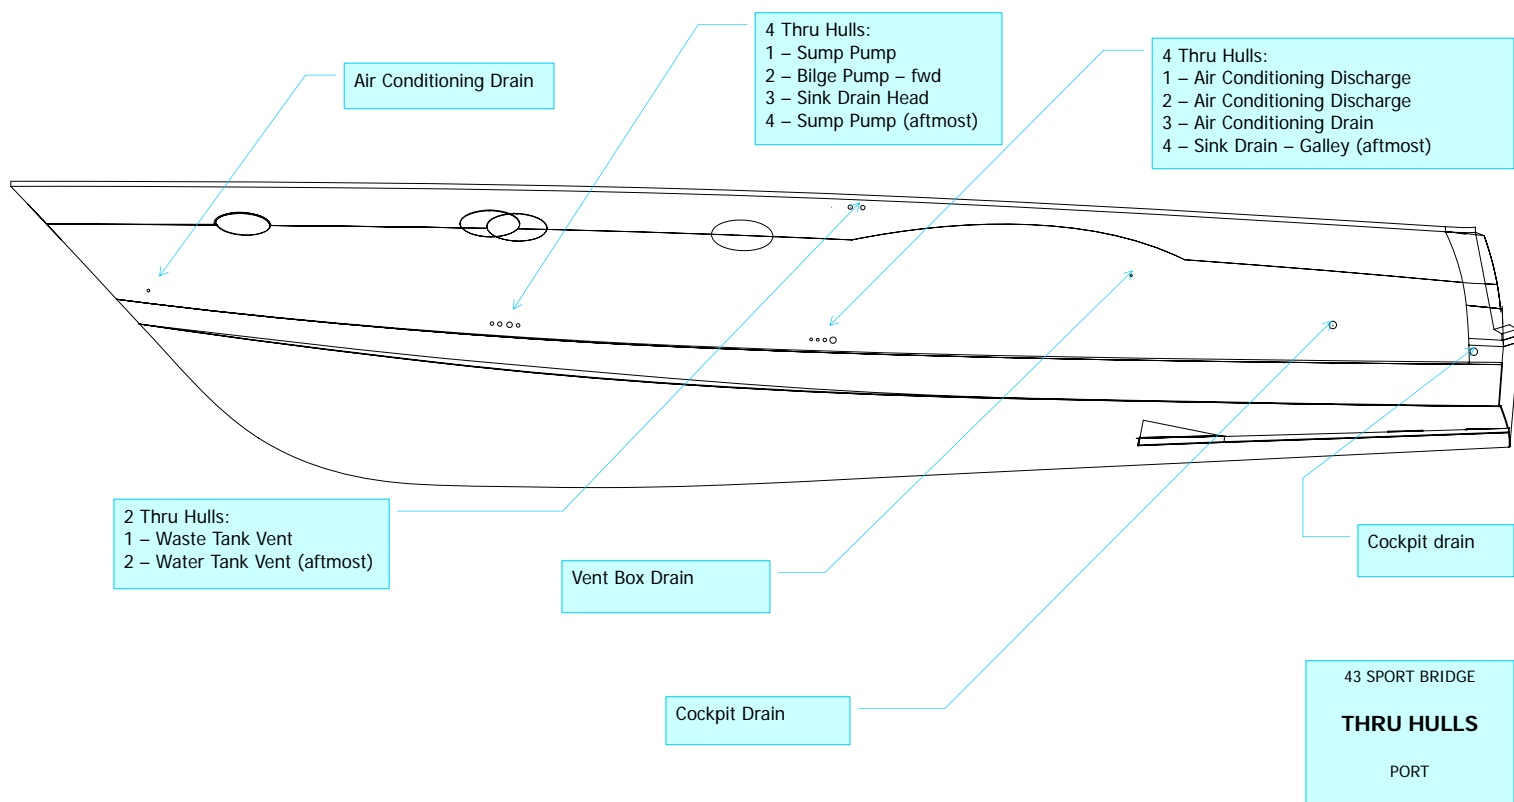 4 Thru Hulls:
1 – Sump Pump
2 – Bilge Pump – fwd
3 – Sink Drain Head
4 – Sump Pump (aftmost)
4 Thru Hulls:
1 – Air Conditioning Discharge
2 – Air Conditioning Discharge
3 – Air Conditioning Drain
4 – Sink Drain – Galley (aftmost)
Air Conditioning Drain
2 Thru Hulls:
1 – Waste Tank Vent
2 – Water Tank Vent (aftmost)
Vent Box Drain
Cockpit drain
Cockpit Drain
43 SPORT BRIDGE
THRU HULLS
PORT